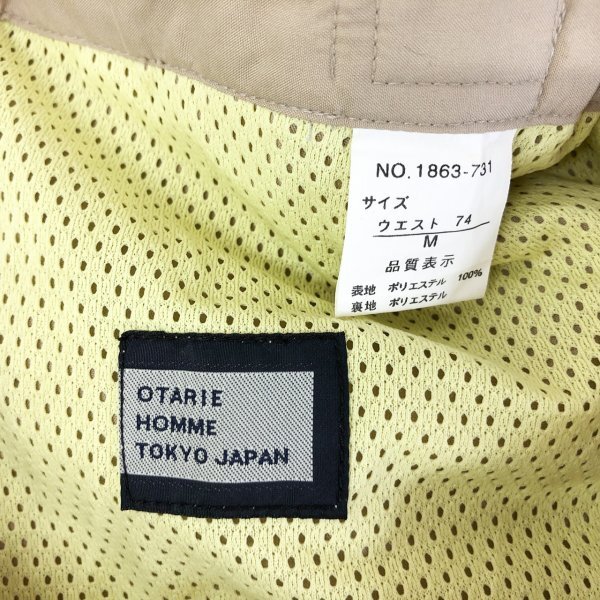 NO.1863-731
サイズ
ウエスト 74
M
品質表示
表地 ポリエステル 100%
裏地 ポリエステル
OTARIE
HOMME
TOKYO JAPAN